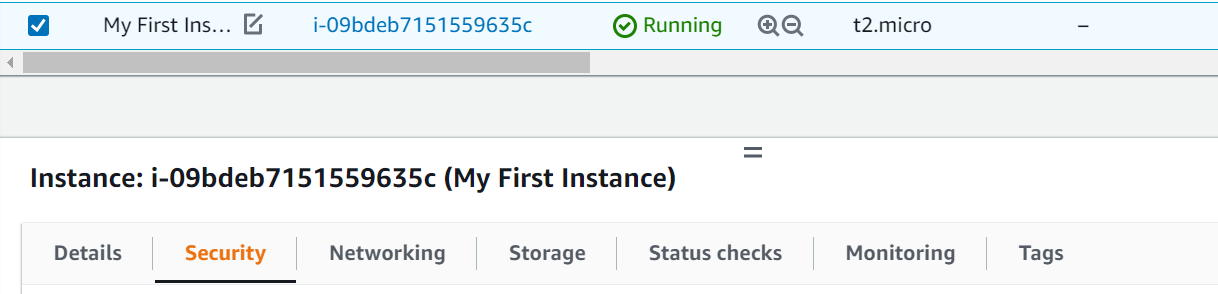 My First Ins... i-09bdeb7151559635c Running t2.micro –
Instance: i-09bdeb7151559635c (My First Instance)
Details Security Networking Storage Status checks Monitoring Tags